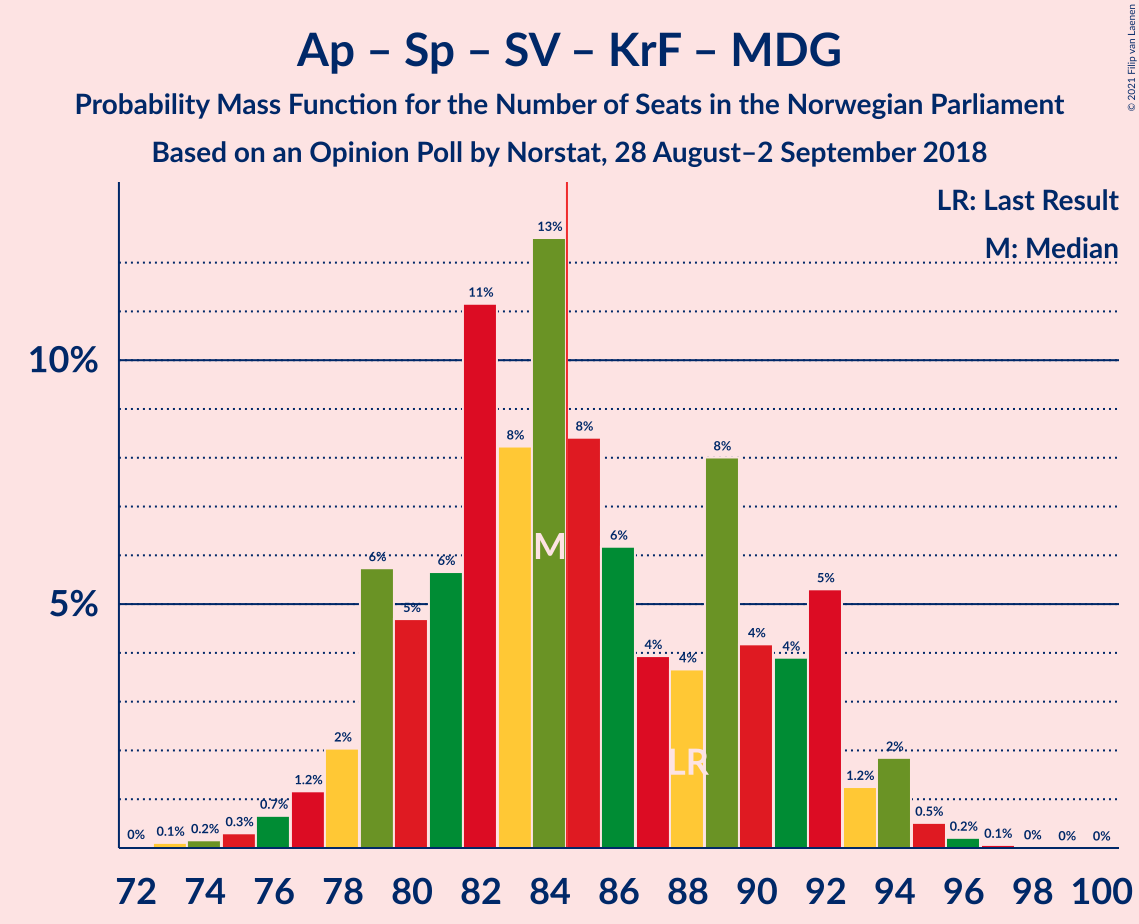 © 2021 Filip van Laenen
Ap – Sp – SV – KrF – MDG
Probability Mass Function for the Number of Seats in the Norwegian Parliament
Based on an Opinion Poll by Norstat, 28 August–2 September 2018
LR: Last Result
M: Median
10%
5%
0% 0.1% 0.2% 0.3% 0.7% 1.2% 2% 6% 5% 6% 11% 8% 13% 8% 6% 4% 4% 8% 4% 4% 5% 1.2% 2% 0.5% 0.2% 0.1% 0% 0% 0%
M
LR
72 74 76 78 80 82 84 86 88 90 92 94 96 98 100